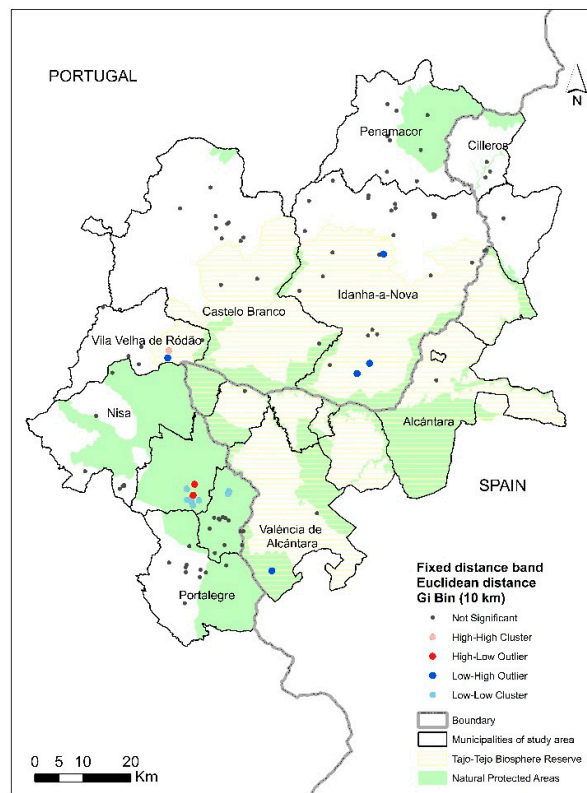 PORTUGAL
N
Penamacor
Cilleros
Idanha-a-Nova
Castelo Branco
Vila Velha de Ródão
Nisa
Alcántara
SPAIN
València de
Alcántara
Portalegre
Fixed distance band
Euclidean distance
Gi Bin (10 km)
Not Significant
High-High Cluster
High-Low Outlier
Low-High Outlier
Low-Low Cluster
Boundary
Municipalities of study area
Tajo-Tejo Biosphere Reserve
Natural Protected Areas
0 5 10 20
Km